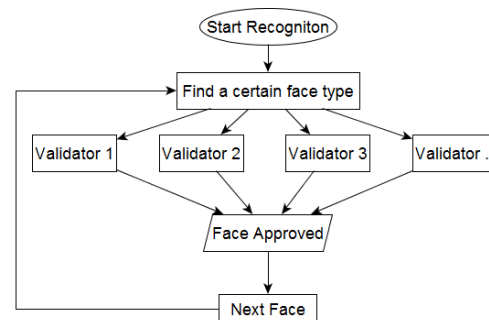 Start Recogniton
Find a certain face type
Validator 1
Validator 2
Validator 3
Validator .
Face Approved
Next Face